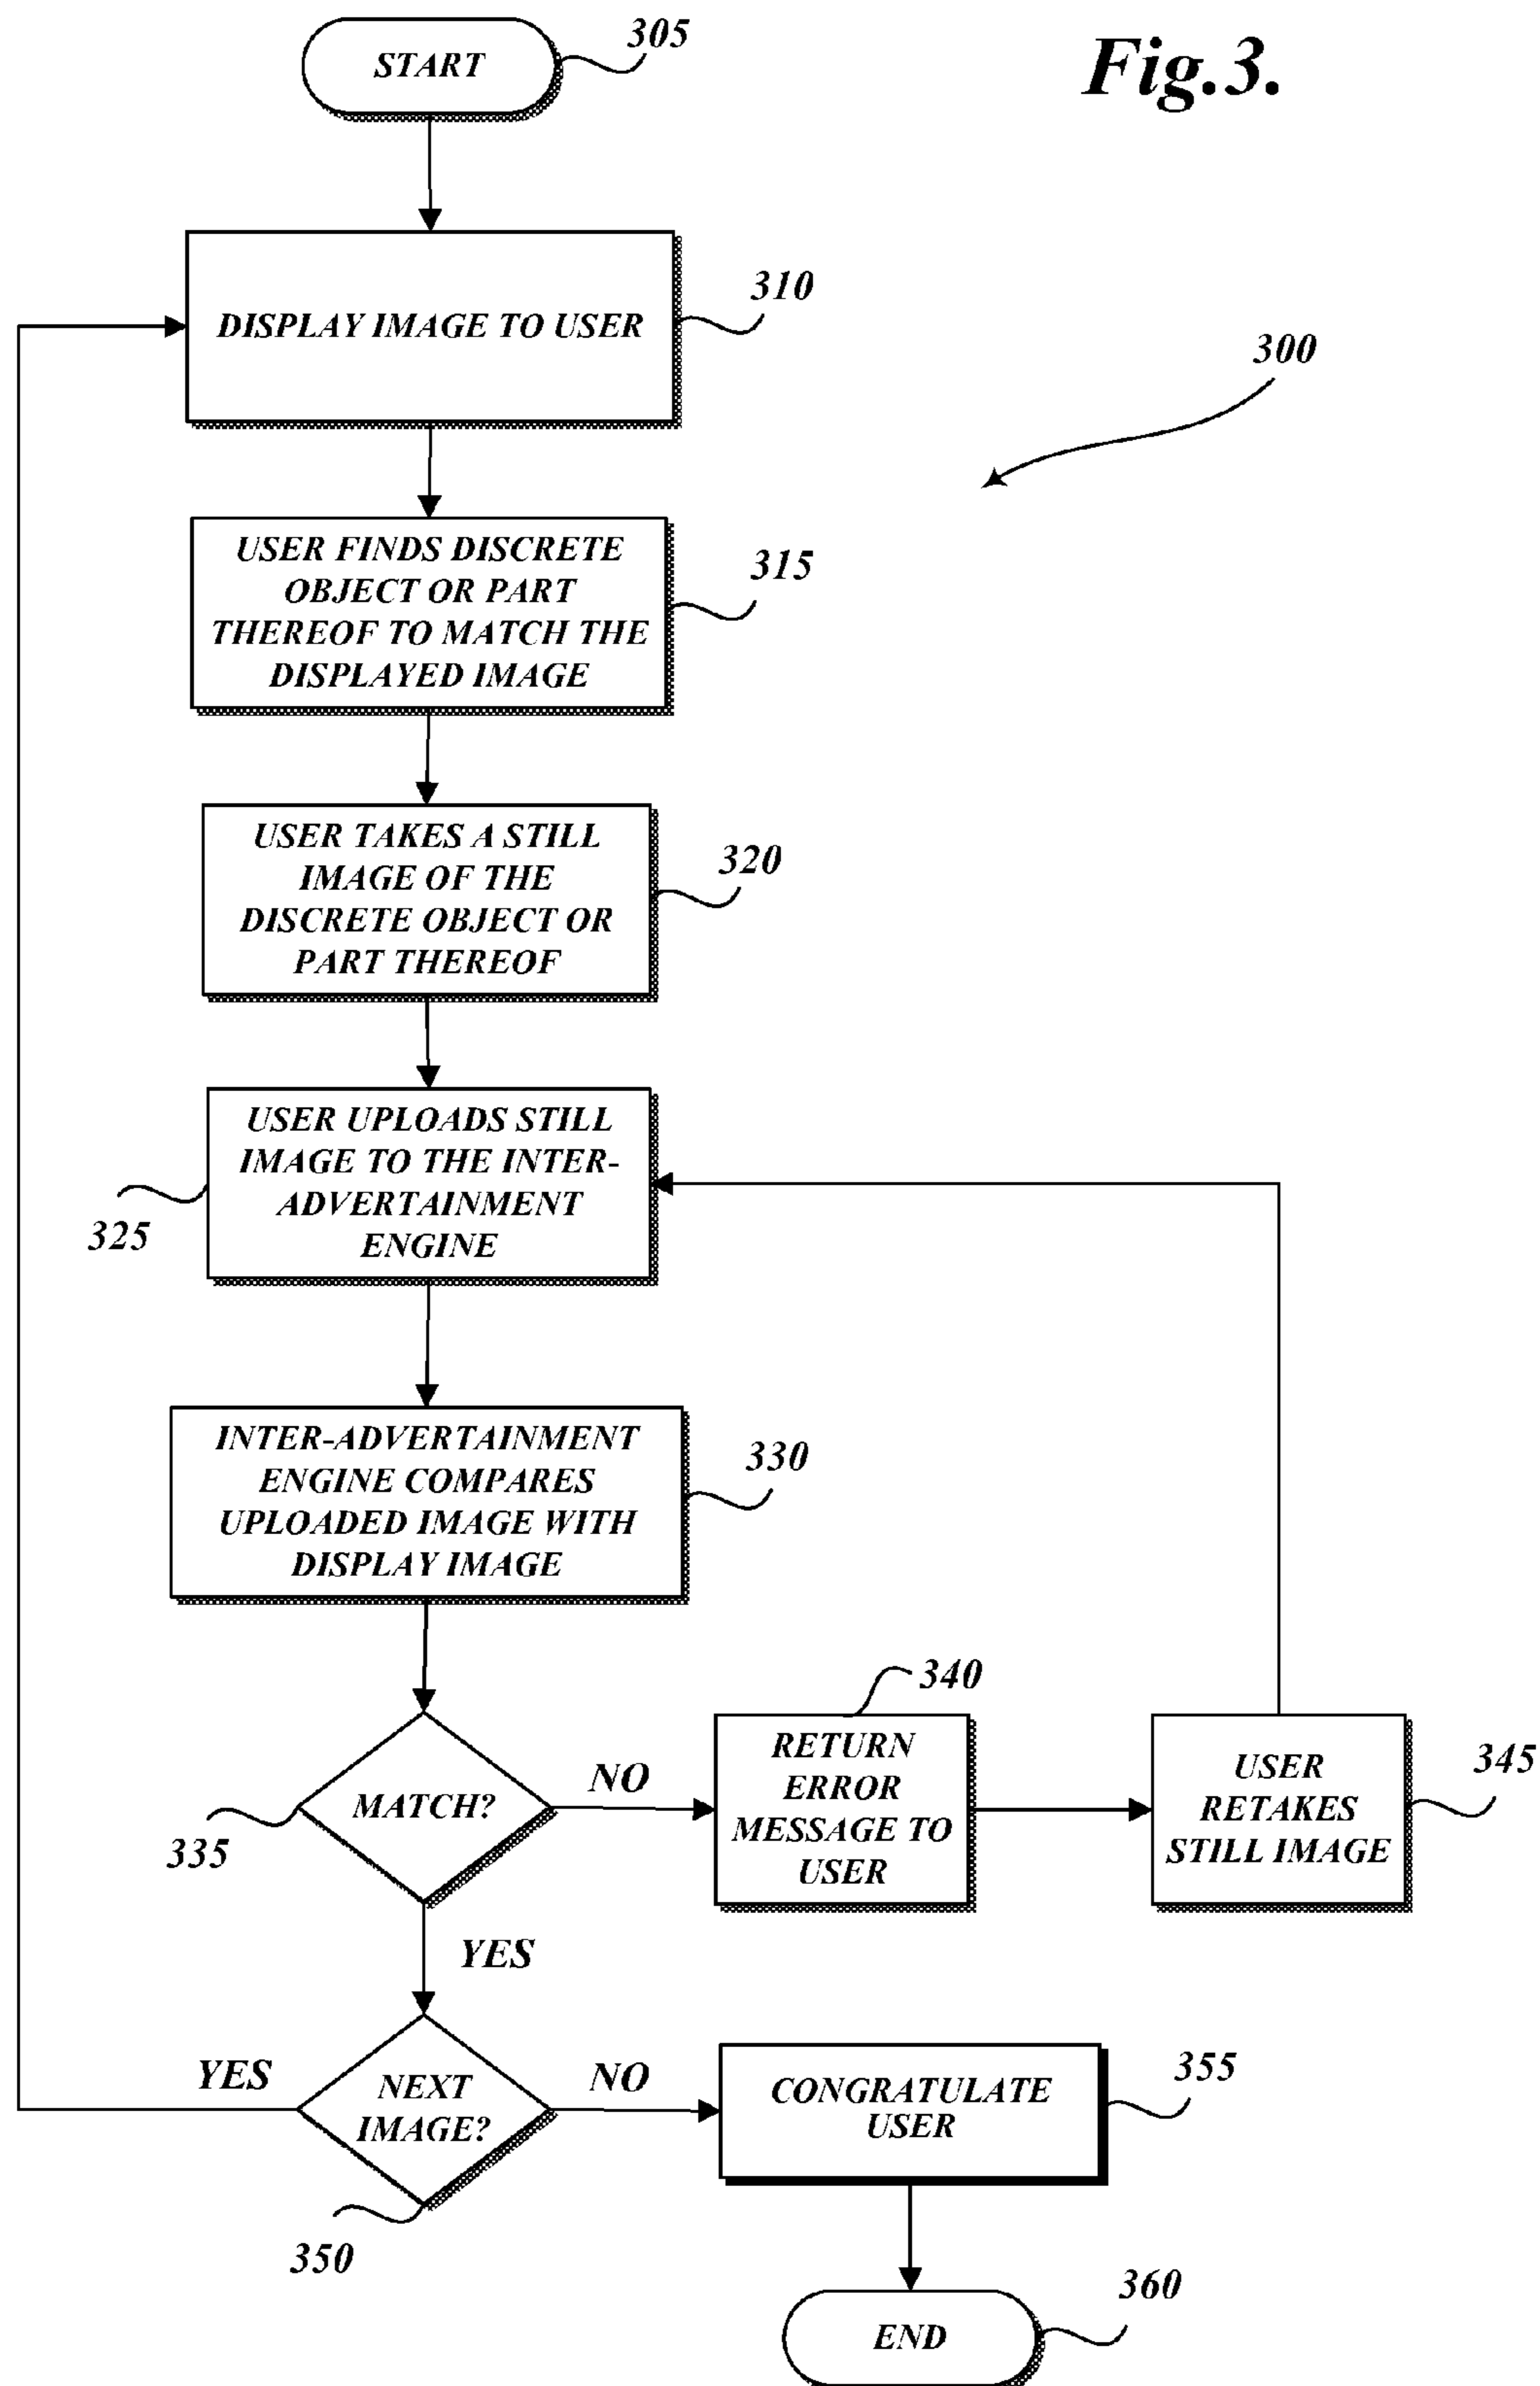 START
305
Fig.3.
DISPLAY IMAGE TO USER
310
300
USER FINDS DISCRETE
OBJECT OR PART
THEREOF TO MATCH THE
DISPLAYED IMAGE
315
USER TAKES A STILL
IMAGE OF THE
DISCRETE OBJECT OR
PART THEREOF
320
USER UPLOADS STILL
IMAGE TO THE INTER-
ADVERTAINMENT
ENGINE
325
INTER-ADVERTAINMENT
ENGINE COMPARES
UPLOADED IMAGE WITH
DISPLAY IMAGE
330
MATCH?
335
NO
340
RETURN
ERROR
MESSAGE TO
USER
USER
RETAKES
STILL IMAGE
345
YES
YES
NEXT
IMAGE?
350
NO
CONGRATULATE
USER
355
END
360